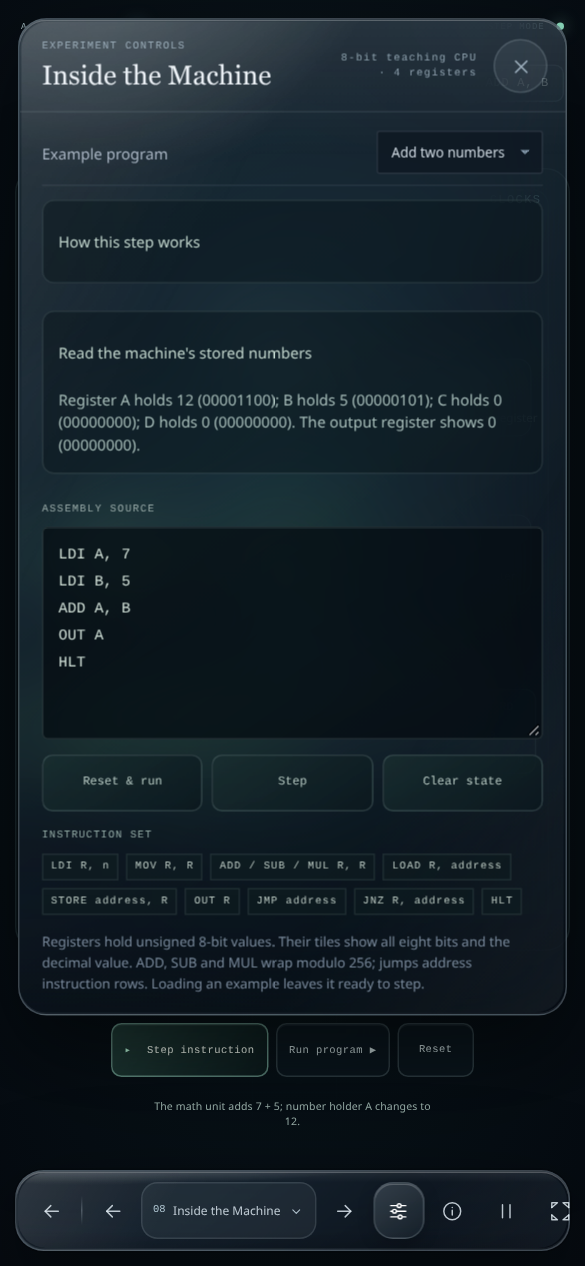 EXPERIMENT CONTROLS
Inside the Machine
8-bit teaching CPU
· 4 registers
Example program
Add two numbers
How this step works
Read the machine's stored numbers
Register A holds 12 (00001100); B holds 5 (00000101); C holds 0
(00000000); D holds 0 (00000000). The output register shows 0
(00000000).
ASSEMBLY SOURCE
LDI A, 7
LDI B, 5
ADD A, B
OUT A
HLT
Reset & run
Step
Clear state
INSTRUCTION SET
LDI R, n
MOV R, R
ADD / SUB / MUL R, R
LOAD R, address
STORE address, R
OUT R
JMP address
JNZ R, address
HLT
Registers hold unsigned 8-bit values. Their tiles show all eight bits and the
decimal value. ADD, SUB and MUL wrap modulo 256; jumps address
instruction rows. Loading an example leaves it ready to step.
▸ Step instruction
Run program ▶
Reset
The math unit adds 7 + 5; number holder A changes to
12.
08 Inside the Machine